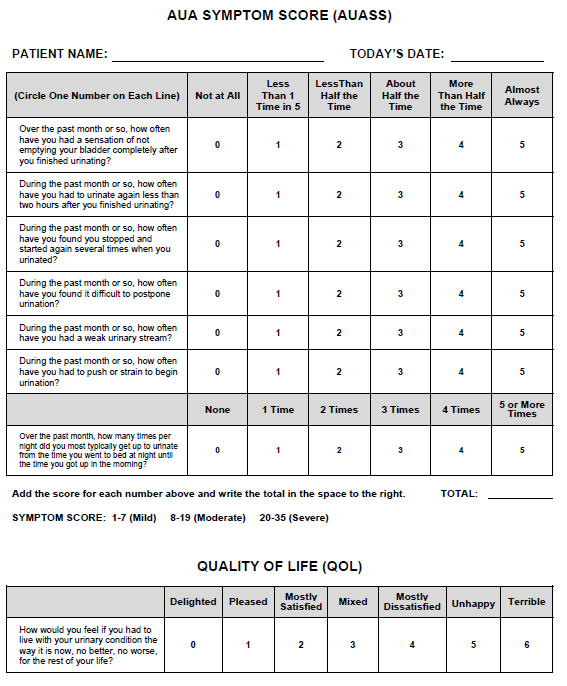 AUA SYMPTOM SCORE (AUASS)
PATIENT NAME: TODAY'S DATE:
(Circle One Number on Each Line) Not at All Less Than 1 Time in 5 LessThan Half the Time About Half the Time More Than Half the Time Almost Always
Over the past month or so, how often
have you had a sensation of not
emptying your bladder completely after
you finished urinating?
0 1 2 3 4 5
During the past month or so, how often
have you had to urinate again less than
two hours after you finished urinating?
0 1 2 3 4 5
During the past month or so, how often
have you found you stopped and
started again several times when you
urinated?
0 1 2 3 4 5
During the past month or so, how often
have you found it difficult to postpone
urination?
0 1 2 3 4 5
During the past month or so, how often
have you had a weak urinary stream?
0 1 2 3 4 5
During the past month or so, how often
have you had to push or strain to begin
urination?
0 1 2 3 4 5
None 1 Time 2 Times 3 Times 4 Times 5 or More Times
Over the past month, how many times per
night did you most typically get up to urinate
from the time you went to bed at night until
the time you got up in the morning?
0 1 2 3 4 5
Add the score for each number above and write the total in the space to the right. TOTAL:
SYMPTOM SCORE: 1-7 (Mild) 8-19 (Moderate) 20-35 (Severe)
QUALITY OF LIFE (QOL)
Delighted Pleased Mostly Satisfied Mixed Mostly Dissatisfied Unhappy Terrible
How would you feel if you had to
live with your urinary condition the
way it is now, no better, no worse,
for the rest of your life?
0 1 2 3 4 5 6